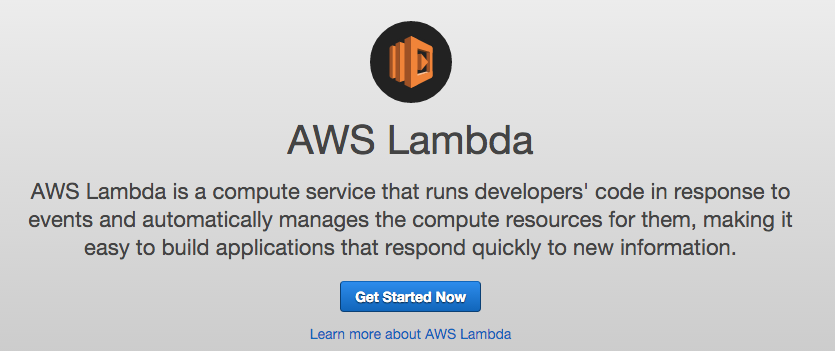 AWS Lambda
AWS Lambda is a compute service that runs developers' code in response to
events and automatically manages the compute resources for them, making it
easy to build applications that respond quickly to new information.
Get Started Now
Learn more about AWS Lambda